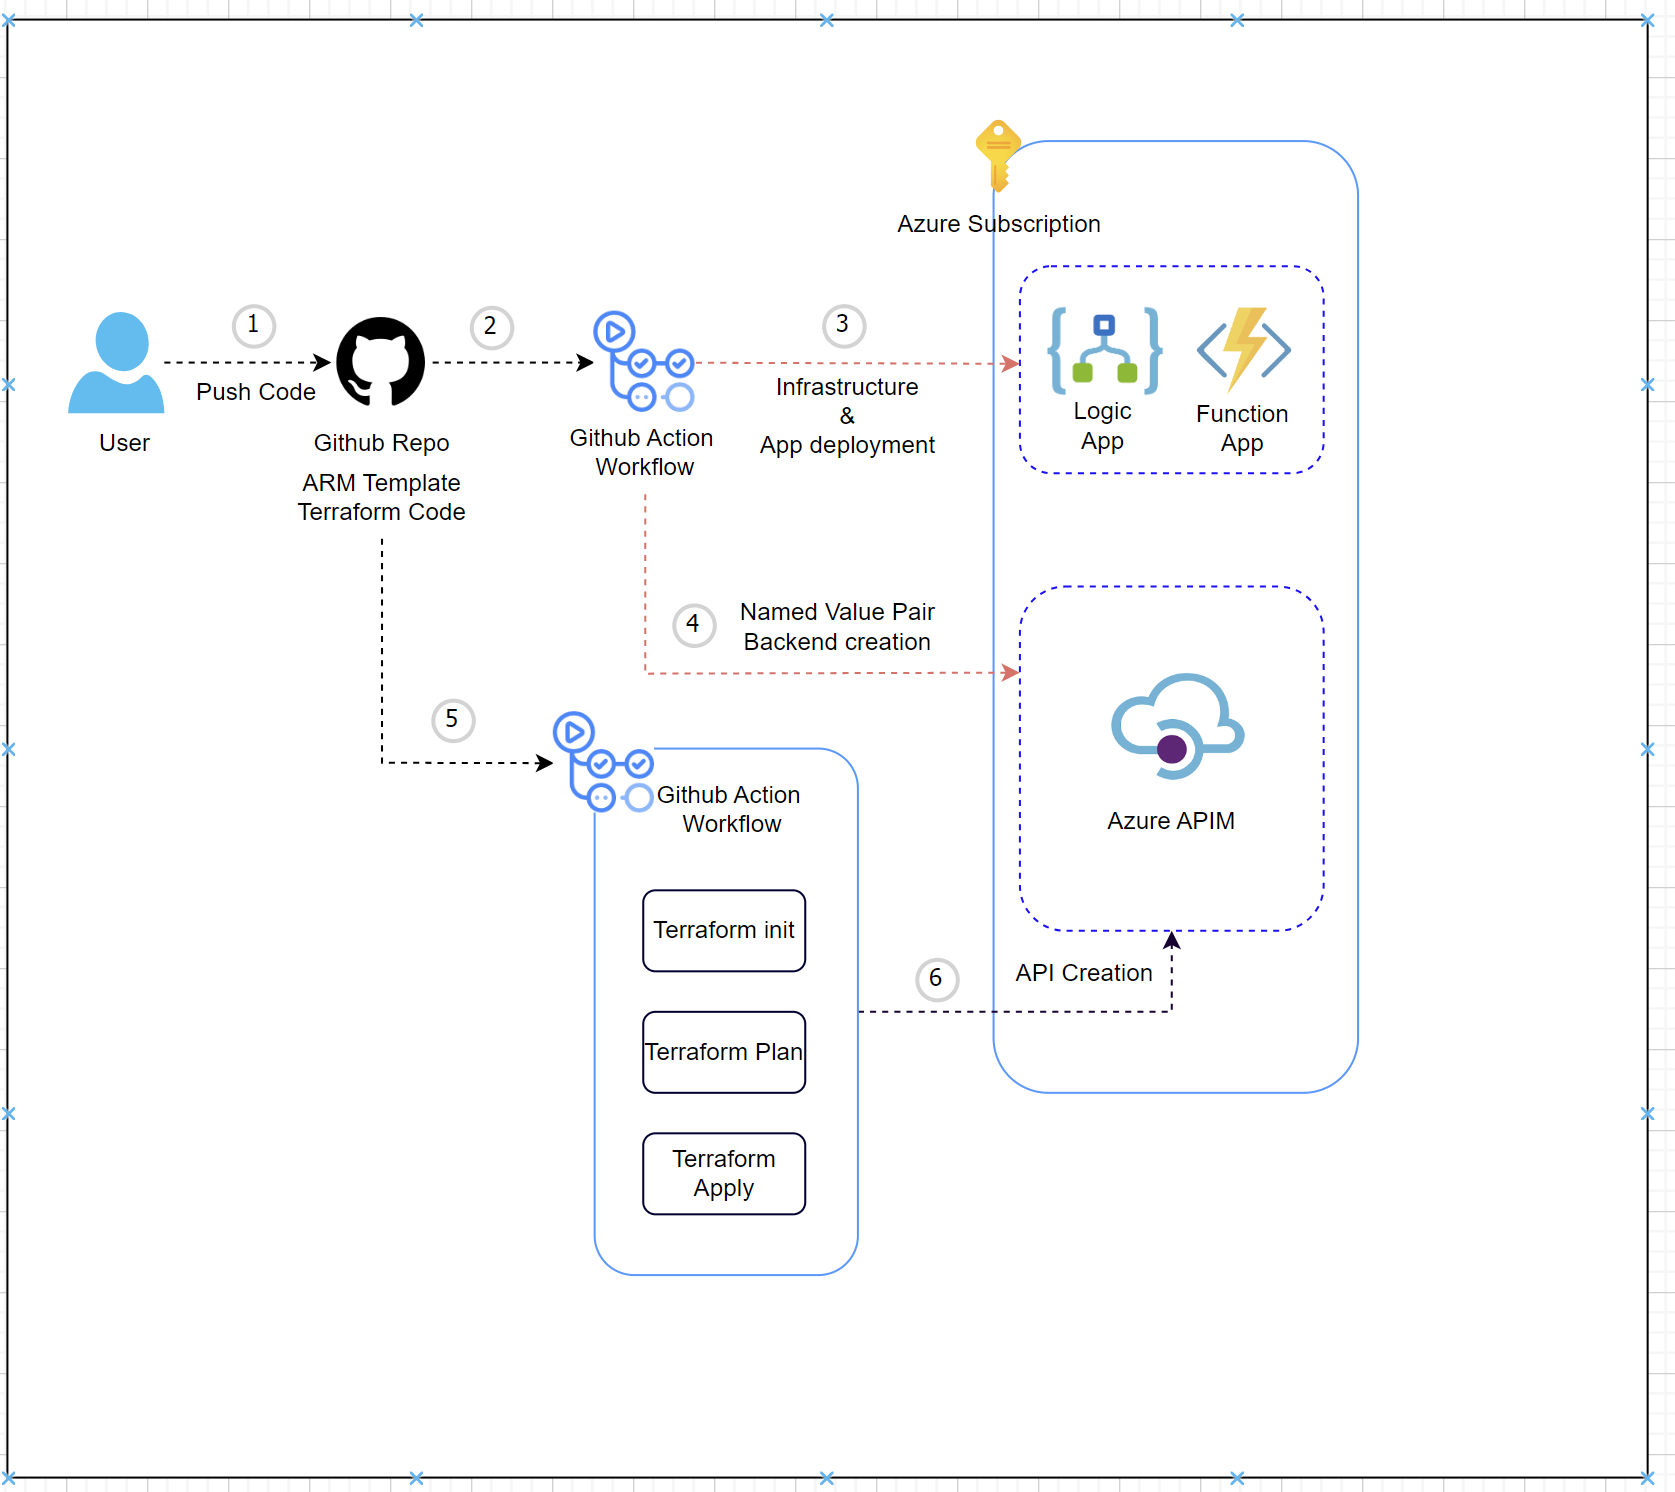 Azure Subscription
1
2
3
Push Code
User
Github Repo
ARM Template
Terraform Code
Github Action
Workflow
Infrastructure
&
App deployment
Logic
App
Function
App
4
Named Value Pair
Backend creation
5
Github Action
Workflow
Terraform init
Terraform Plan
Terraform
Apply
6
API Creation
Azure APIM